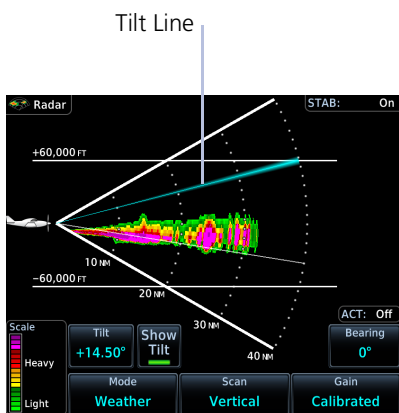 Tilt Line
Radar
STAB: On
+60,000 FT
10 NM
-60,000 FT
20 NM
30 NM
40 NM
ACT: Off
Scale
Heavy
Light
Tilt
+14.50°
Show
Tilt
Bearing
0°
Mode
Weather
Scan
Vertical
Gain
Calibrated